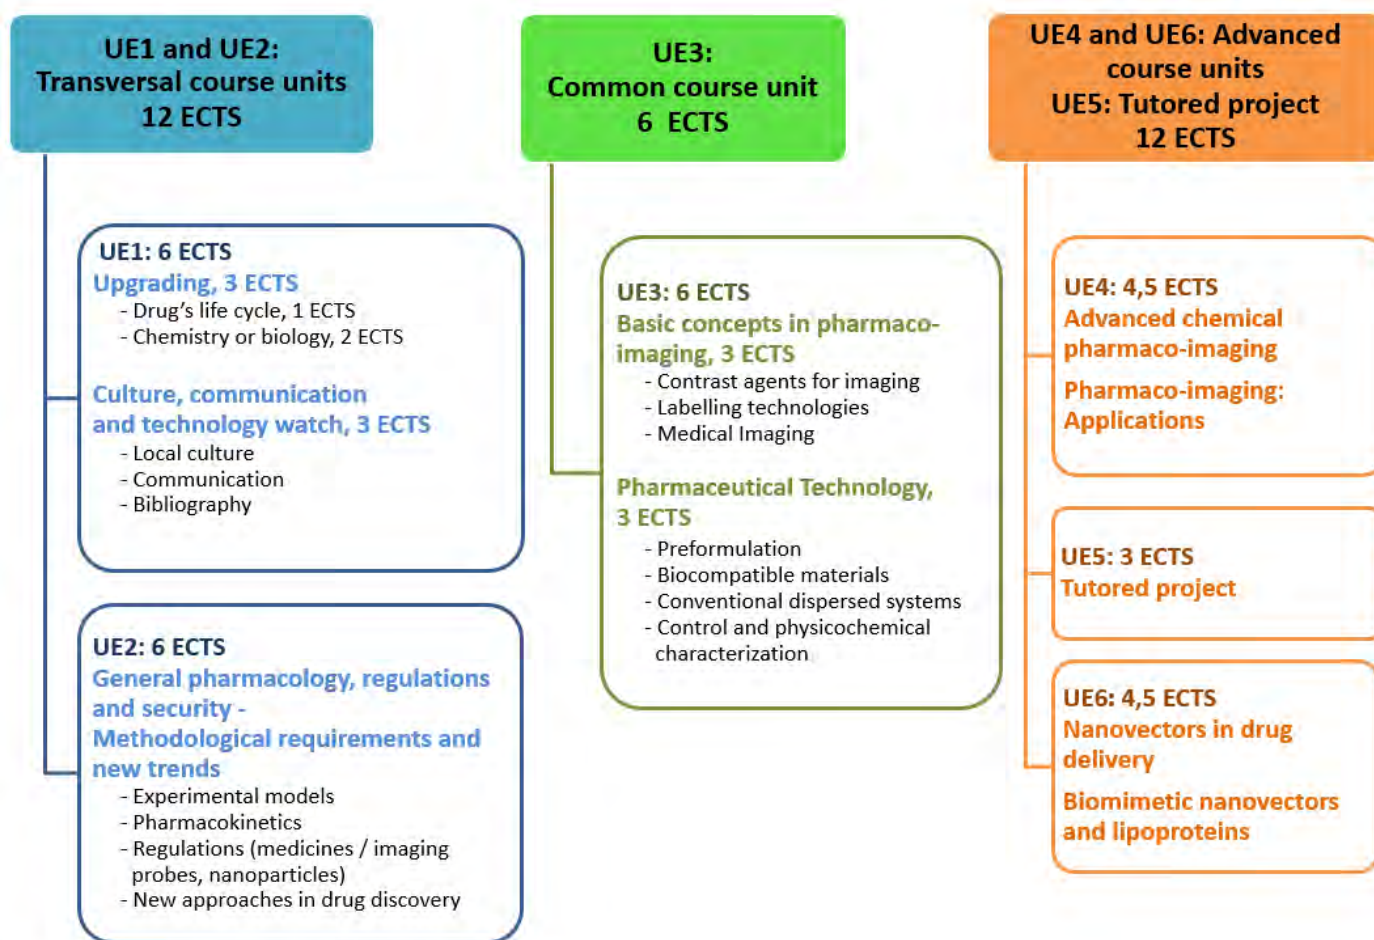 UE1 and UE2:
Transversal course units
12 ECTS
UE1: 6 ECTS
Upgrading, 3 ECTS
- Drug's life cycle, 1 ECTS
- Chemistry or biology, 2 ECTS
Culture, communication
and technology watch, 3 ECTS
- Local culture
- Communication
- Bibliography
UE2: 6 ECTS
General pharmacology, regulations
and security -
Methodological requirements and
new trends
- Experimental models
- Pharmacokinetics
- Regulations (medicines / imaging
probes, nanoparticles)
- New approaches in drug discovery
UE3:
Common course unit
6 ECTS
UE3: 6 ECTS
Basic concepts in pharmaco-
imaging, 3 ECTS
- Contrast agents for imaging
- Labelling technologies
- Medical Imaging
Pharmaceutical Technology,
3 ECTS
- Preformulation
- Biocompatible materials
- Conventional dispersed systems
- Control and physicochemical
characterization
UE4 and UE6: Advanced
course units
UE5: Tutored project
12 ECTS
UE4: 4,5 ECTS
Advanced chemical
pharmaco-imaging
Pharmaco-imaging:
Applications
UE5: 3 ECTS
Tutored project
UE6: 4,5 ECTS
Nanovectors in drug
delivery
Biomimetic nanovectors
and lipoproteins